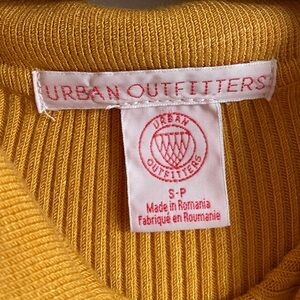 URBAN OUTFITTERS
URBAN
OUTFITTERS
S-P
Made in Romania
Fabriqué en Roumanie